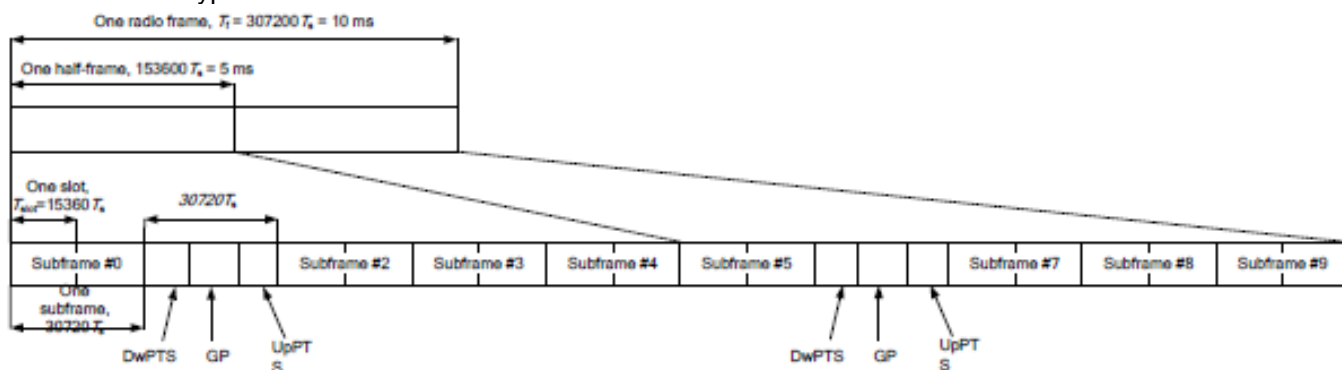 One radio frame, Tf = 307200 Ts = 10 ms
One half-frame, 153600 Ts = 5 ms
One slot,
Tslot=15360 Ts
30720Ts
Subframe #0
Subframe #2
Subframe #3
Subframe #4
Subframe #5
Subframe #7
Subframe #8
Subframe #9
One
subframe,
30720 Ts
DwPTS
GP
UpPT
S
DwPTS
GP
UpPT
S